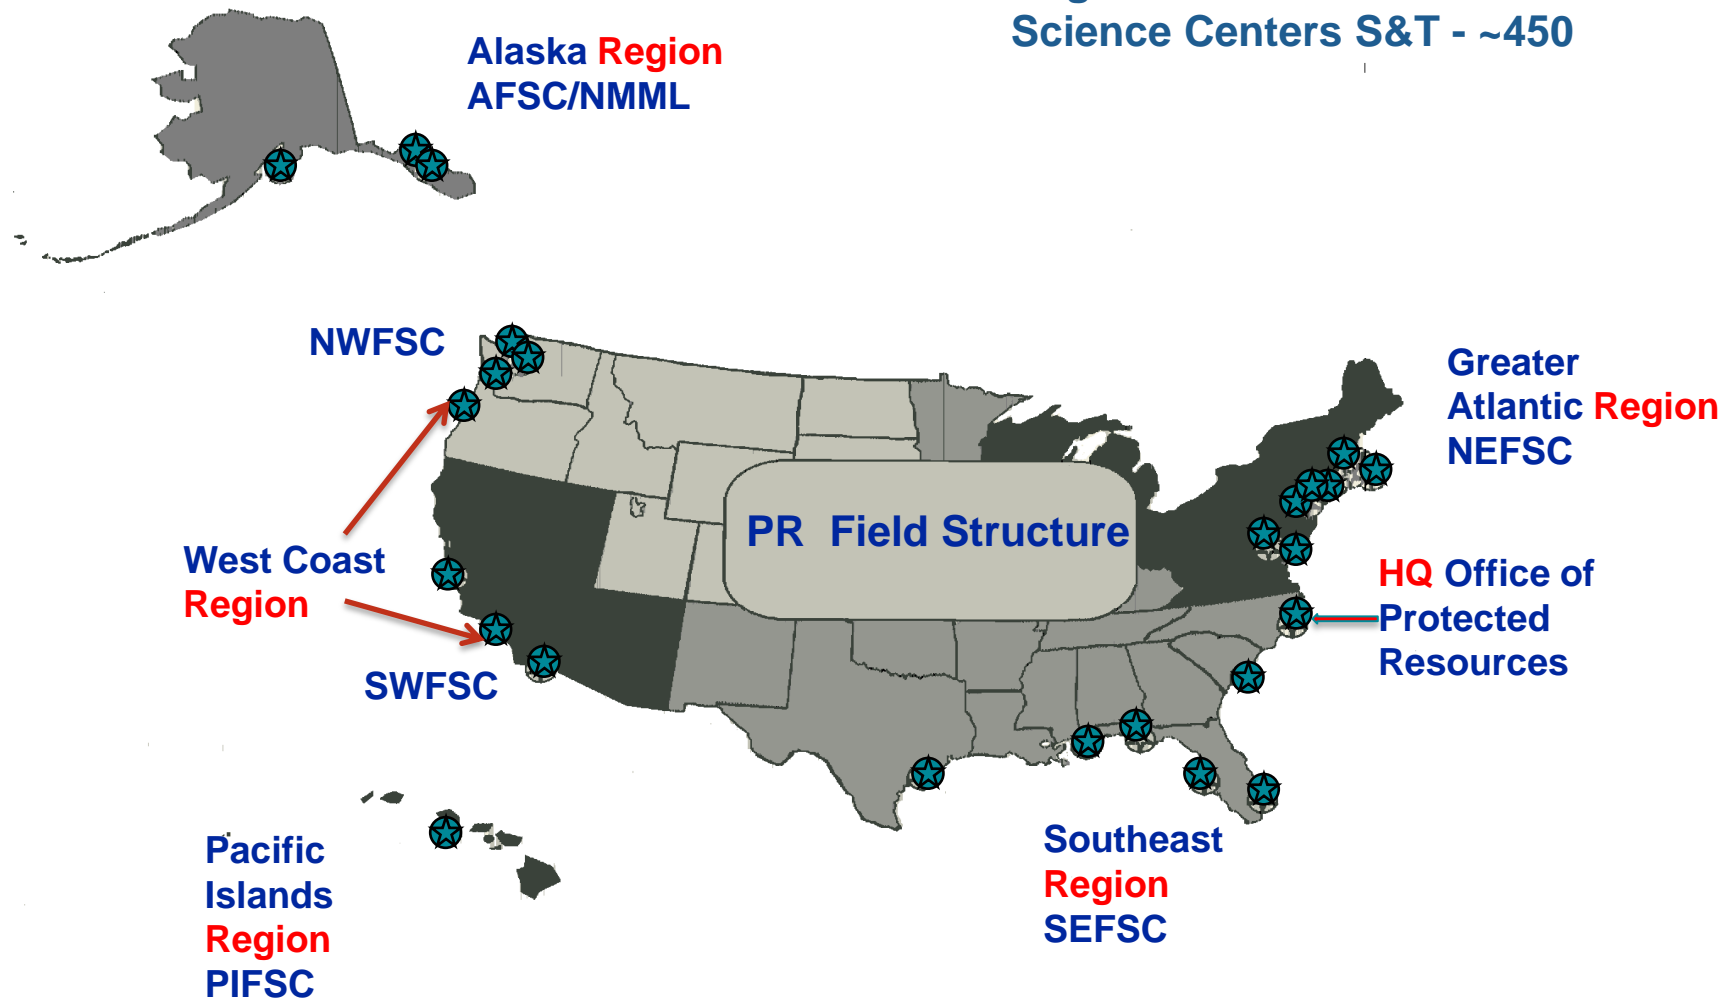 Science Centers S&T - ~450
Alaska Region
AFSC/NMML
NWFSC
Greater
Atlantic Region
NEFSC
PR Field Structure
West Coast
Region
HQ Office of
Protected
Resources
SWFSC
Southeast
Region
SEFSC
Pacific
Islands
Region
PIFSC